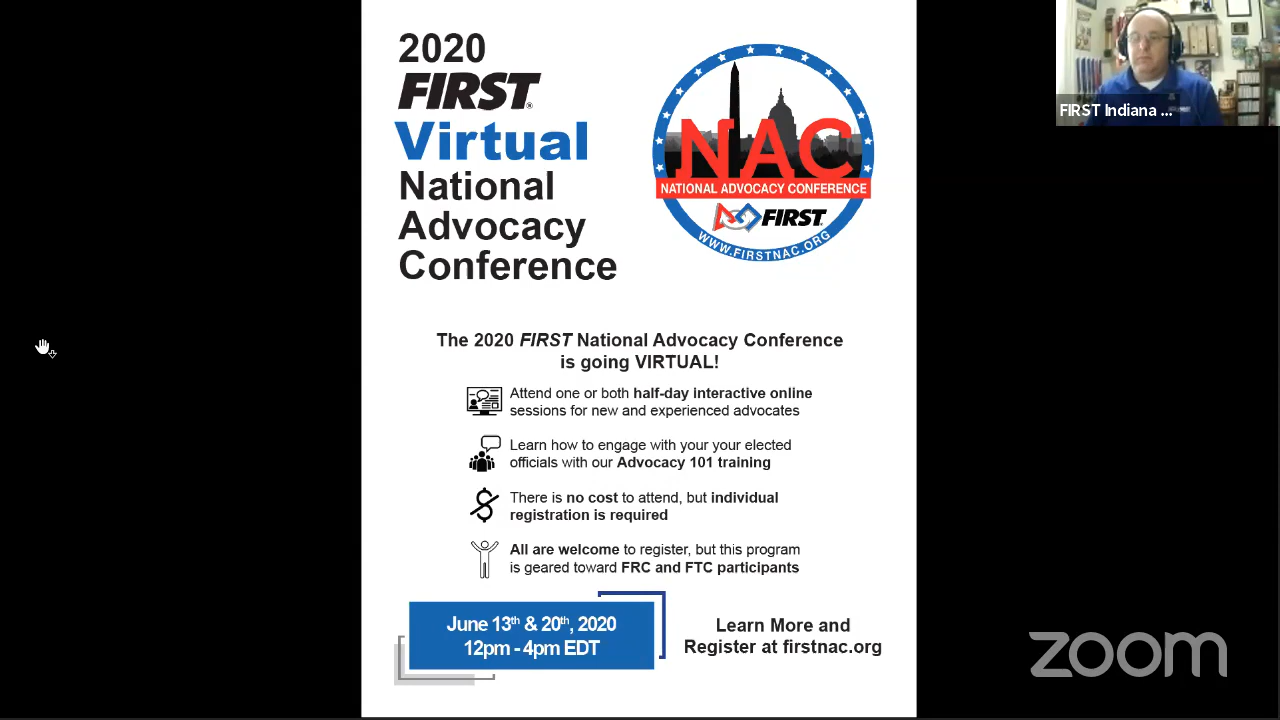 2020
FIRST®
Virtual
National
Advocacy
Conference
NAC
NATIONAL ADVOCACY CONFERENCE
FIRST
WWW.FIRSTNAC.ORG
FIRST Indiana ...
The 2020 FIRST National Advocacy Conference
is going VIRTUAL!
Attend one or both half-day interactive online
sessions for new and experienced advocates
Learn how to engage with your your elected
officials with our Advocacy 101 training
There is no cost to attend, but individual
registration is required
All are welcome to register, but this program
is geared toward FRC and FTC participants
June 13th & 20th, 2020
12pm - 4pm EDT
Learn More and
Register at firstnac.org
zoom